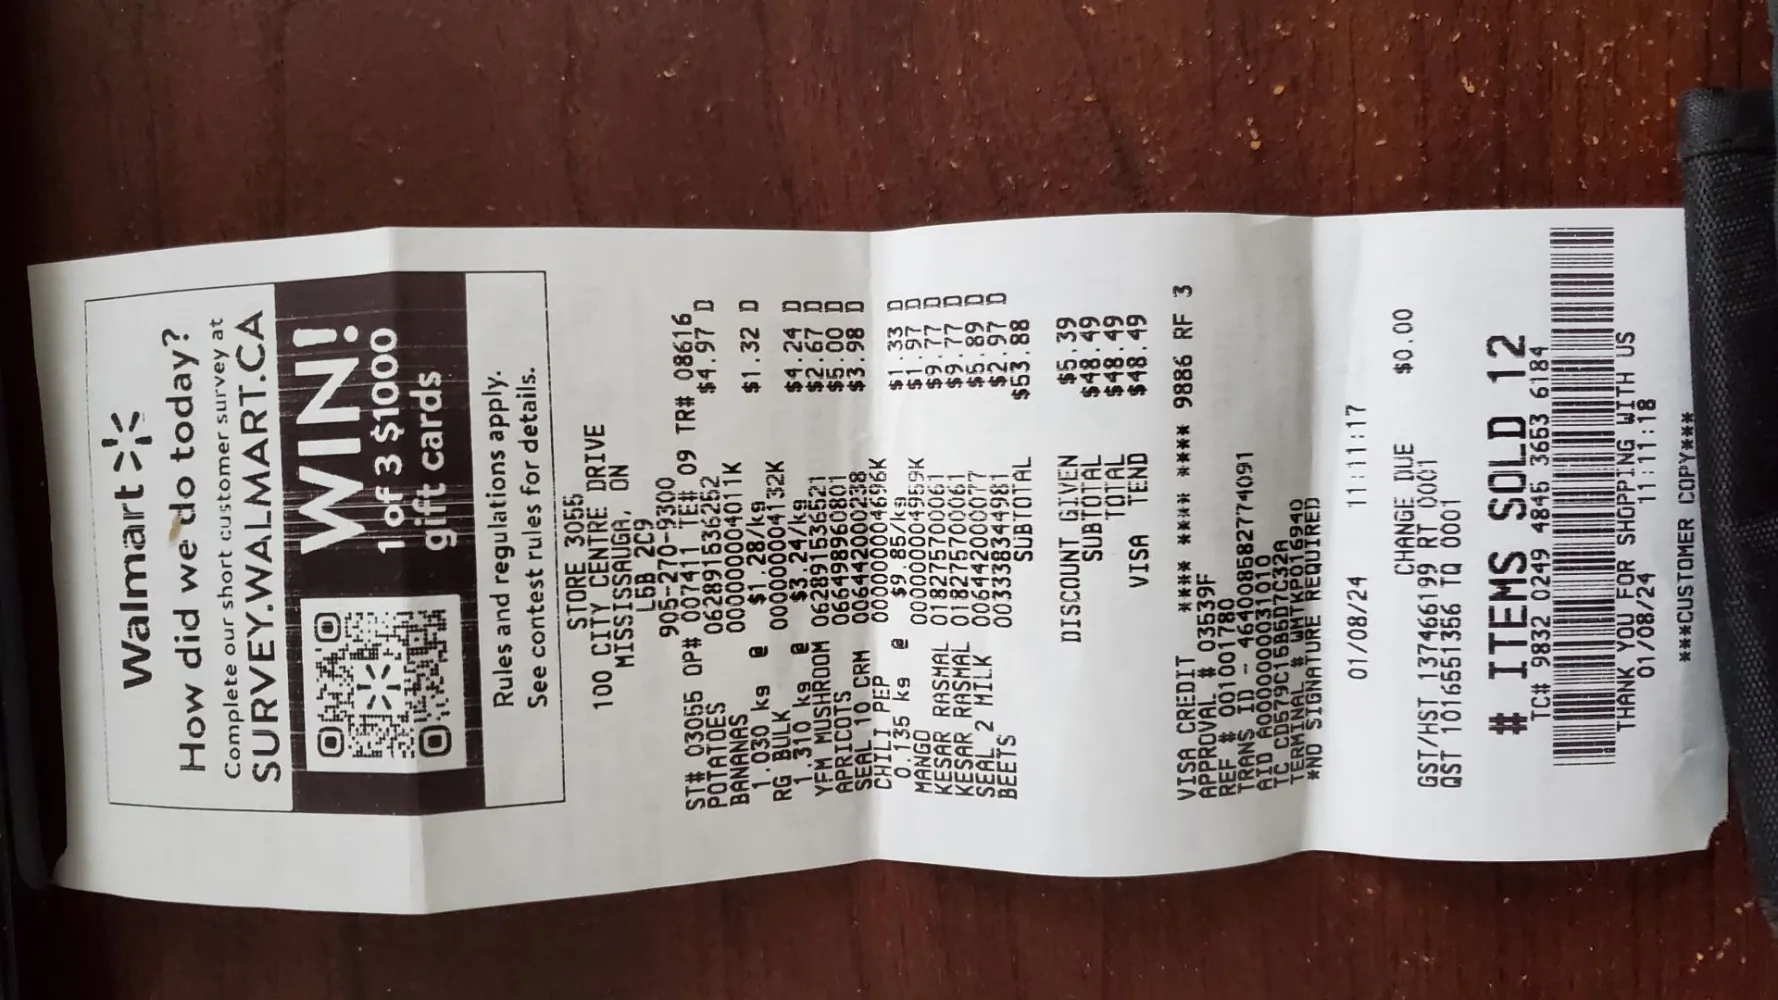 Walmart
How did we do today?
Complete our short customer survey at
SURVEY.WALMART.CA
WIN!
1 of 3 $1000
gift cards
Rules and regulations apply.
See contest rules for details.
STORE 3055
100 CITY CENTRE DRIVE
MISSISSAUGA, ON
L5B 2C9
905-270-9300
ST# 03055 OP# 007411 TE# 09 TR# 08616
POTATOES 062891536252 $4.97 D
BANANAS 000000004011K
1.030 kg @ $1.28/kg $1.32 D
RG BULK 000000004132K
1.310 kg @ $3.24/kg $4.24 D
YFM MUSHROOM 062891536521 $2.67 D
APRICOTS 066498960801 $5.00 D
SEAL 10 CRM 006442000238 $3.98 D
CHILI PEP 000000004696K
0.135 kg @ $9.85/kg $1.33 D
MANGO 000000004959K $1.97 D
KESAR RASMAL 018275700061 $9.77 D
KESAR RASMAL 018275700061 $9.77 D
SEAL 2 MILK 006442000077 $5.89 D
BEETS 003338344981 $2.97 D
SUBTOTAL $53.88
DISCOUNT GIVEN $5.39
SUBTOTAL $48.49
TOTAL $48.49
VISA TEND $48.49
VISA CREDIT **** **** **** 9886 RF 3
APPROVAL # 03539F
REF # 001001780
TRANS ID - 464008582774091
AID A0000000031010
TC CD579C15B5D7C32A
TERMINAL # WMTKP016940
*NO SIGNATURE REQUIRED
01/08/24 11:11:17
CHANGE DUE $0.00
GST/HST 137466199 RT 0001
QST 1016551356 TQ 0001
# ITEMS SOLD 12
TC# 9832 0249 4846 3653 6184
THANK YOU FOR SHOPPING WITH US
01/08/24 11:11:18
***CUSTOMER COPY***